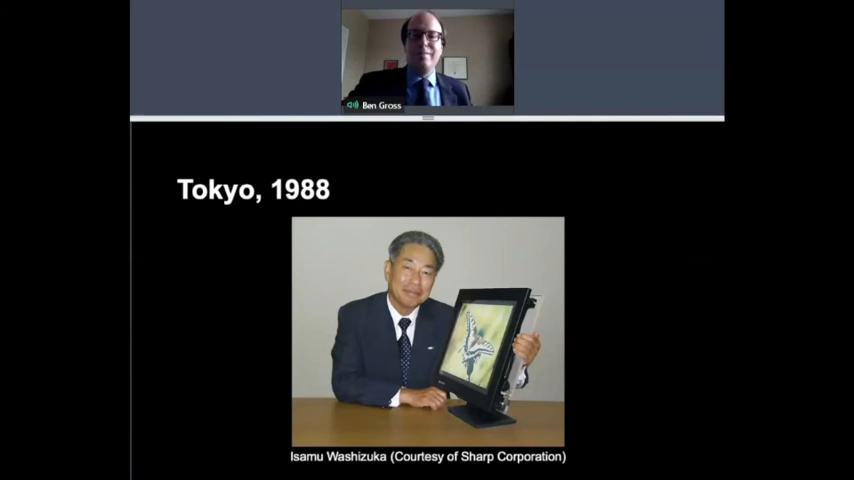 Ben Gross
Tokyo, 1988
Isamu Washizuka (Courtesy of Sharp Corporation)